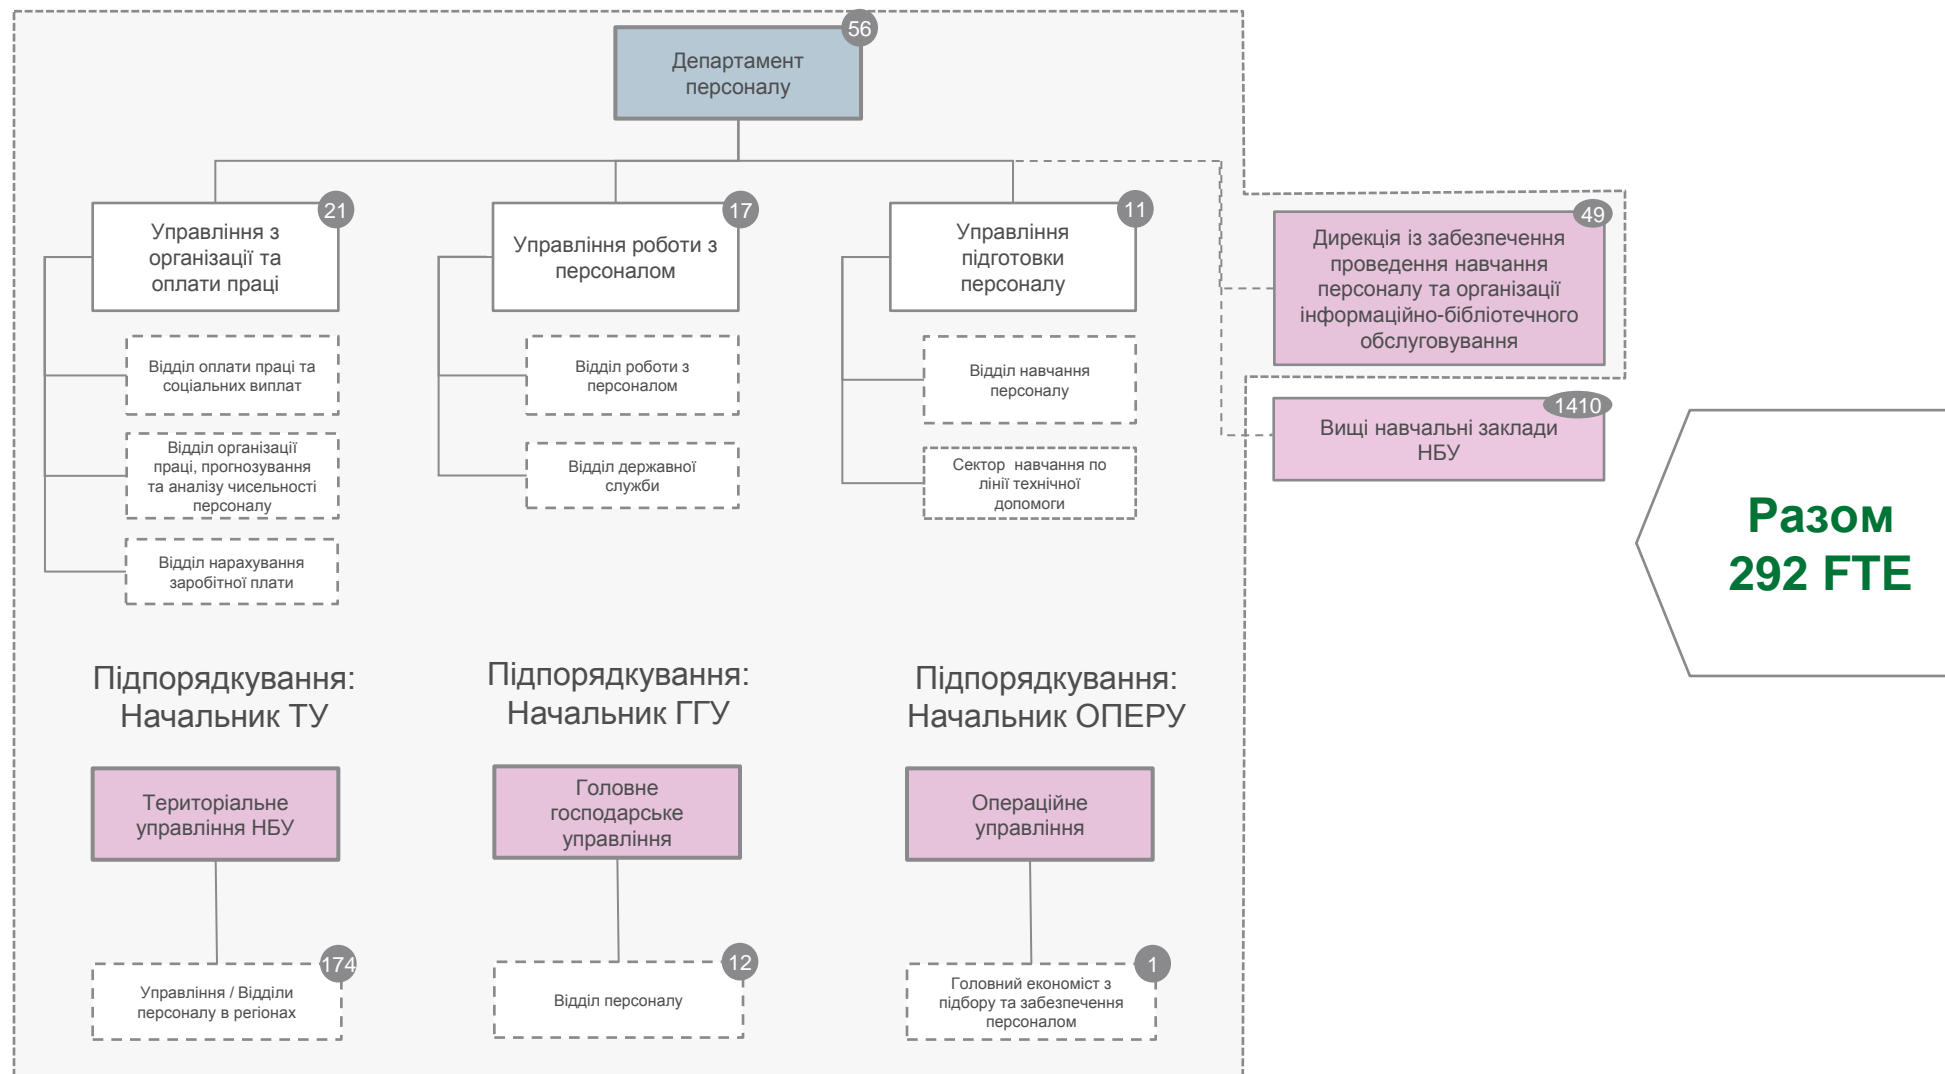 56
Департамент
персоналу
21
Управління з
організації та
оплати праці
17
Управління роботи з
персоналом
11
Управління
підготовки
персоналу
49
Дирекція із забезпечення
проведення навчання
персоналу та організації
інформаційно-бібліотечного
обслуговування
Відділ оплати праці та
соціальних виплат
Відділ роботи з
персоналом
Відділ навчання
персоналу
1410
Вищі навчальні заклади
НБУ
Відділ організації
праці, прогнозування
та аналізу чисельності
персоналу
Відділ державної
служби
Сектор навчання по
лінії технічної
допомоги
Відділ нарахування
заробітної плати
Разом
292 FTE
Підпорядкування:
Начальник ТУ
Підпорядкування:
Начальник ГГУ
Підпорядкування:
Начальник ОПЕРУ
Територіальне
управління НБУ
Головне
господарське
управління
Операційне
управління
174
Управління / Відділи
персоналу в регіонах
12
Відділ персоналу
1
Головний економіст з
підбору та забезпечення
персоналом